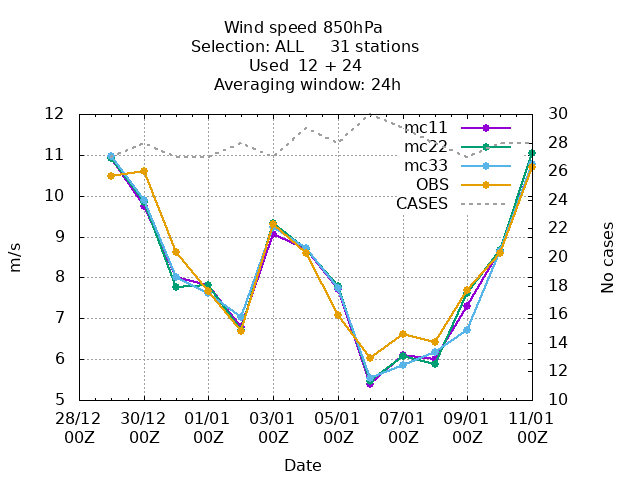 Wind speed 850hPa
Selection: ALL 31 stations
Used 12 + 24
Averaging window: 24h
12
11
10
9
8
7
6
5
m/s
30
28
26
24
22
20
18
16
14
12
10
No cases
mc11
mc22
mc33
OBS
CASES
28/12 30/12 01/01 03/01 05/01 07/01 09/01 11/01
00Z 00Z 00Z 00Z 00Z 00Z 00Z 00Z
Date